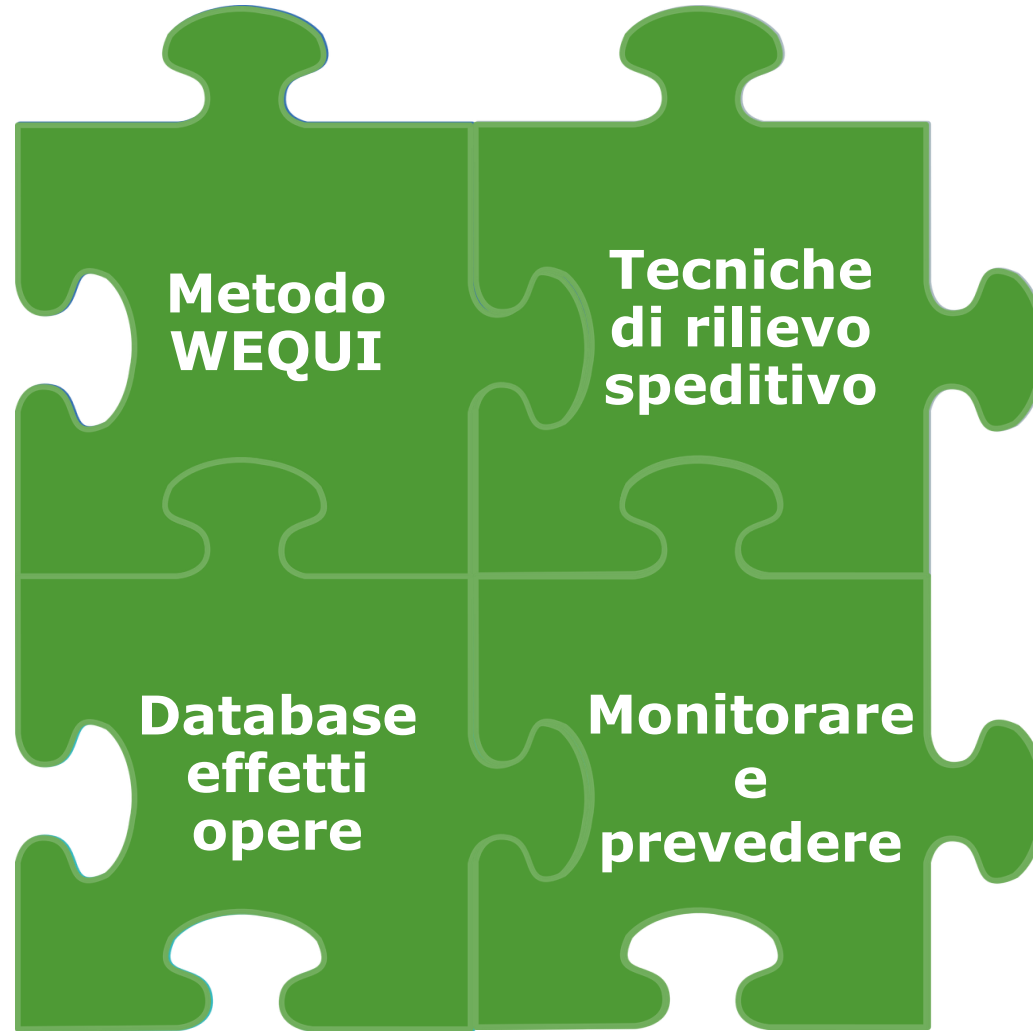 Metodo
WEQUI
Tecniche
di rilievo
speditivo
Database
effetti
opere
Monitorare
e
prevedere